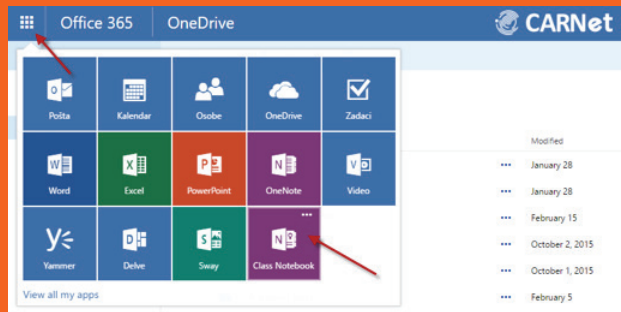 Office 365 OneDrive CARNet
Pošta Kalendar Osobe OneDrive Zadaci
Modified
Word Excel PowerPoint OneNote Video
January 28
January 28
February 15
Yammer Delve Sway Class Notebook
October 2, 2015
October 1, 2015
View all my apps
February 5